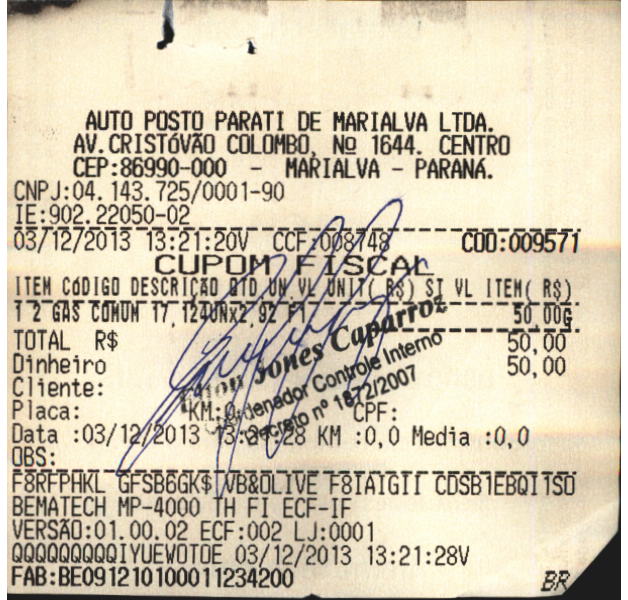 AUTO POSTO PARATI DE MARIALVA LTDA.
AV.CRISTÓVÃO COLOMBO, Nº 1644. CENTRO
CEP:86990-000 - MARIALVA - PARANÁ.
CNPJ:04.143.725/0001-90
IE:902.22050-02
03/12/2013 13:21:20V CCF:008748 COO:009571
CUPOM FISCAL
ITEM CÓDIGO DESCRIÇÃO QTD UN VL UNIT( R$) ST VL ITEM( R$)
1 2 GAS COMUM 17,124UNx2,92 F1 50,00G
TOTAL R$ 50,00
Dinheiro 50,00
Cliente:
Jones Caparroz
Controle Interno
Decreto nº 1872/2007
Placa: KM:0 CPF:
Data :03/12/2013 13:21:28 KM :0,0 Media :0,0
OBS:
F8RFPHKL GFSB6GK$ VB&OLIVE F8IAIGII CDSB1EBQI1SO
BEMATECH MP-4000 TH FI ECF-IF
VERSÃO:01.00.02 ECF:002 LJ:0001
QQQQQQQQQIYUEWOTOE 03/12/2013 13:21:28V
FAB:BE091210100011234200
BR